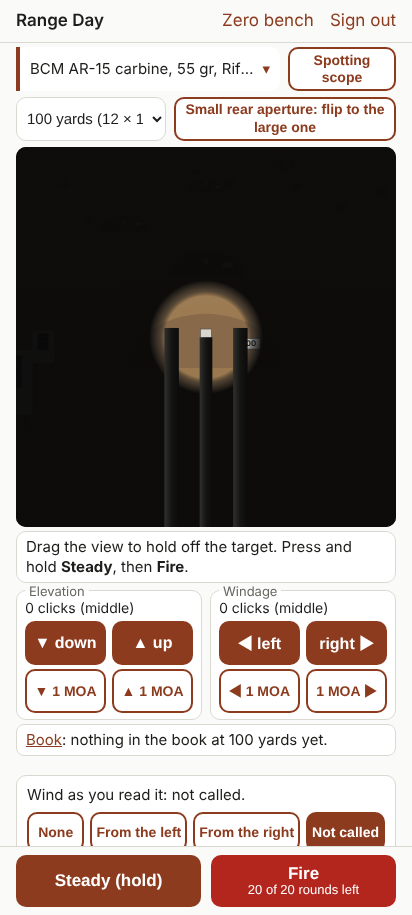 Range Day
Zero bench Sign out
BCM AR-15 carbine, 55 gr, Rif... ▼
Spotting
scope
100 yards (12 × 1
Small rear aperture: flip to the
large one
Drag the view to hold off the target. Press and
hold Steady, then Fire.
Elevation
0 clicks (middle)
▼ down ▲ up
▼ 1 MOA ▲ 1 MOA
Windage
0 clicks (middle)
◀ left right ▶
◀ 1 MOA 1 MOA ▶
Book: nothing in the book at 100 yards yet.
Wind as you read it: not called.
None From the left From the right Not called
Steady (hold)
Fire
20 of 20 rounds left